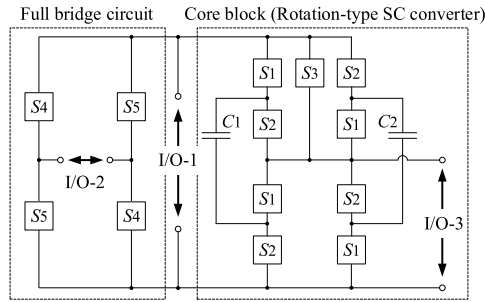 Full bridge circuit
Core block (Rotation-type SC converter)
S1
S3
S2
S4
S5
C1
S2
S1
C2
I/O-1
I/O-2
S1
S2
S5
S4
I/O-3
S2
S1